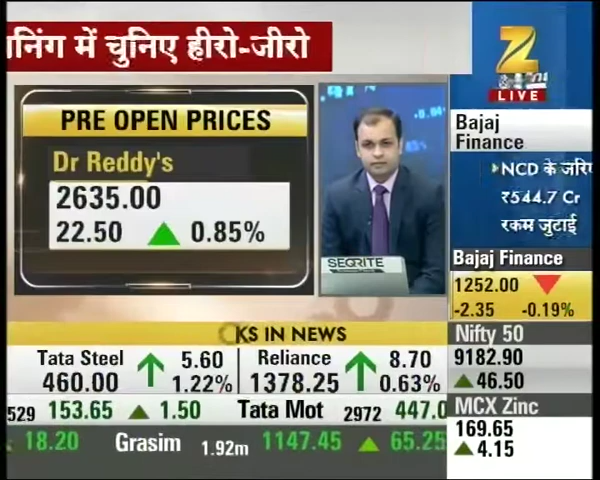 निंग में चुनिए हीरो-जीरो
Z
LIVE
PRE OPEN PRICES
Dr Reddy's
2635.00
22.50 ▲ 0.85%
SEQRITE
Bajaj
Finance
NCD के जरि
₹544.7 Cr
रकम जुटाई
Bajaj Finance
1252.00 ▼
-2.35 -0.19%
KS IN NEWS
Tata Steel 5.60
460.00 1.22%
Reliance 8.70
1378.25 0.63%
Nifty 50
9182.90
▲ 46.50
529 153.65 ▲ 1.50 Tata Mot 2972 447.0
18.20 Grasim 1.92m 1147.45 ▲ 65.25
MCX Zinc
169.65
▲ 4.15